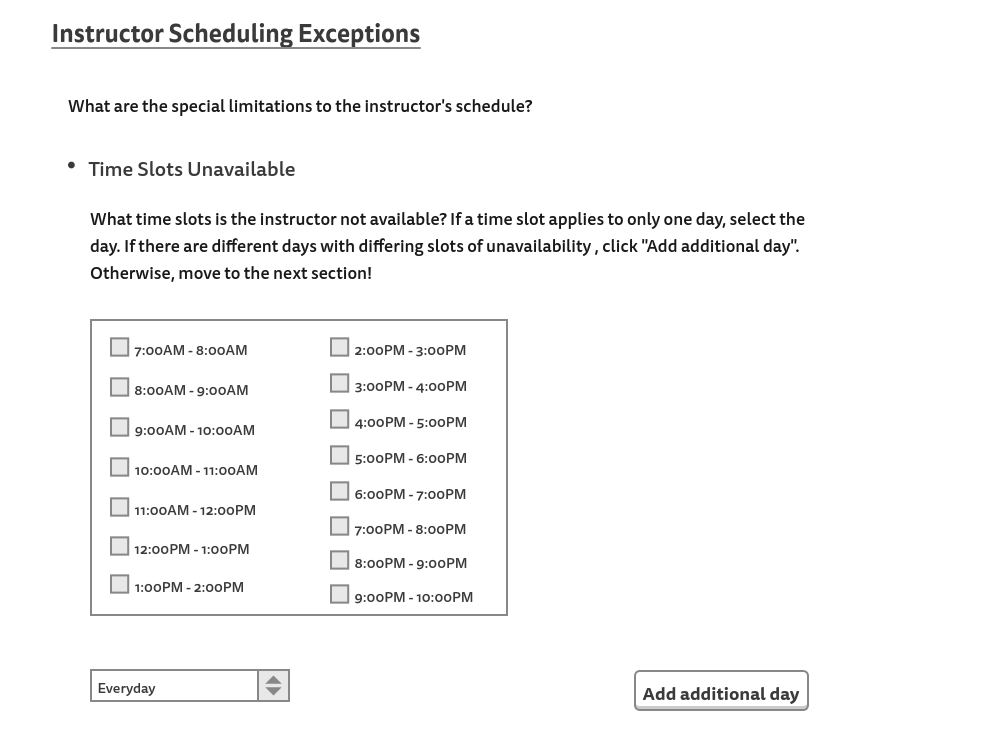 Instructor Scheduling Exceptions
What are the special limitations to the instructor's schedule?
• Time Slots Unavailable
What time slots is the instructor not available? If a time slot applies to only one day, select the
day. If there are different days with differing slots of unavailability , click "Add additional day".
Otherwise, move to the next section!
7:00AM - 8:00AM
8:00AM - 9:00AM
9:00AM - 10:00AM
10:00AM - 11:00AM
11:00AM - 12:00PM
12:00PM - 1:00PM
1:00PM - 2:00PM
2:00PM - 3:00PM
3:00PM - 4:00PM
4:00PM - 5:00PM
5:00PM - 6:00PM
6:00PM - 7:00PM
7:00PM - 8:00PM
8:00PM - 9:00PM
9:00PM - 10:00PM
Everyday
Add additional day